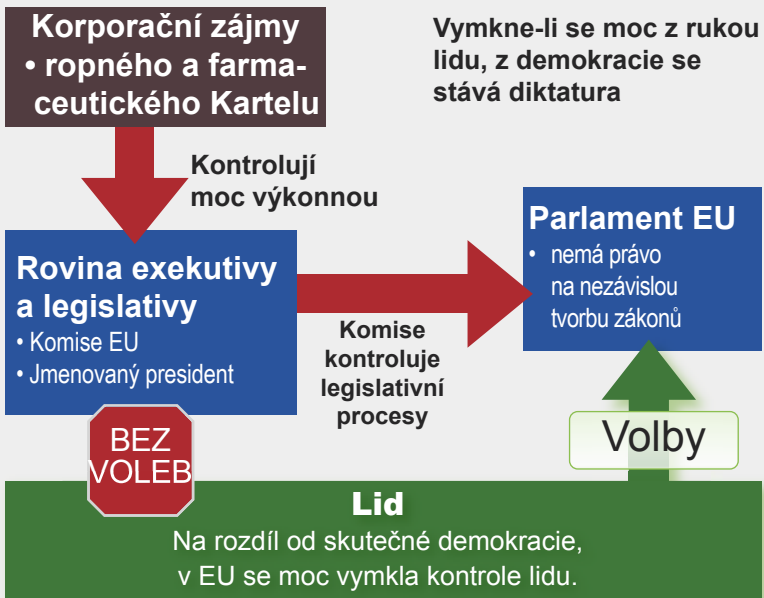 Korporační zájmy
• ropného a farma-
ceutického Kartelu
Vymkne-li se moc z rukou
lidu, z demokracie se
stává diktatura
Kontrolují
moc výkonnou
Rovina exekutivy
a legislativy
• Komise EU
• Jmenovaný president
Komise
kontroluje
legislativní
procesy
Parlament EU
• nemá právo
na nezávislou
tvorbu zákonů
BEZ
VOLEB
Volby
Lid
Na rozdíl od skutečné demokracie,
v EU se moc vymkla kontrole lidu.